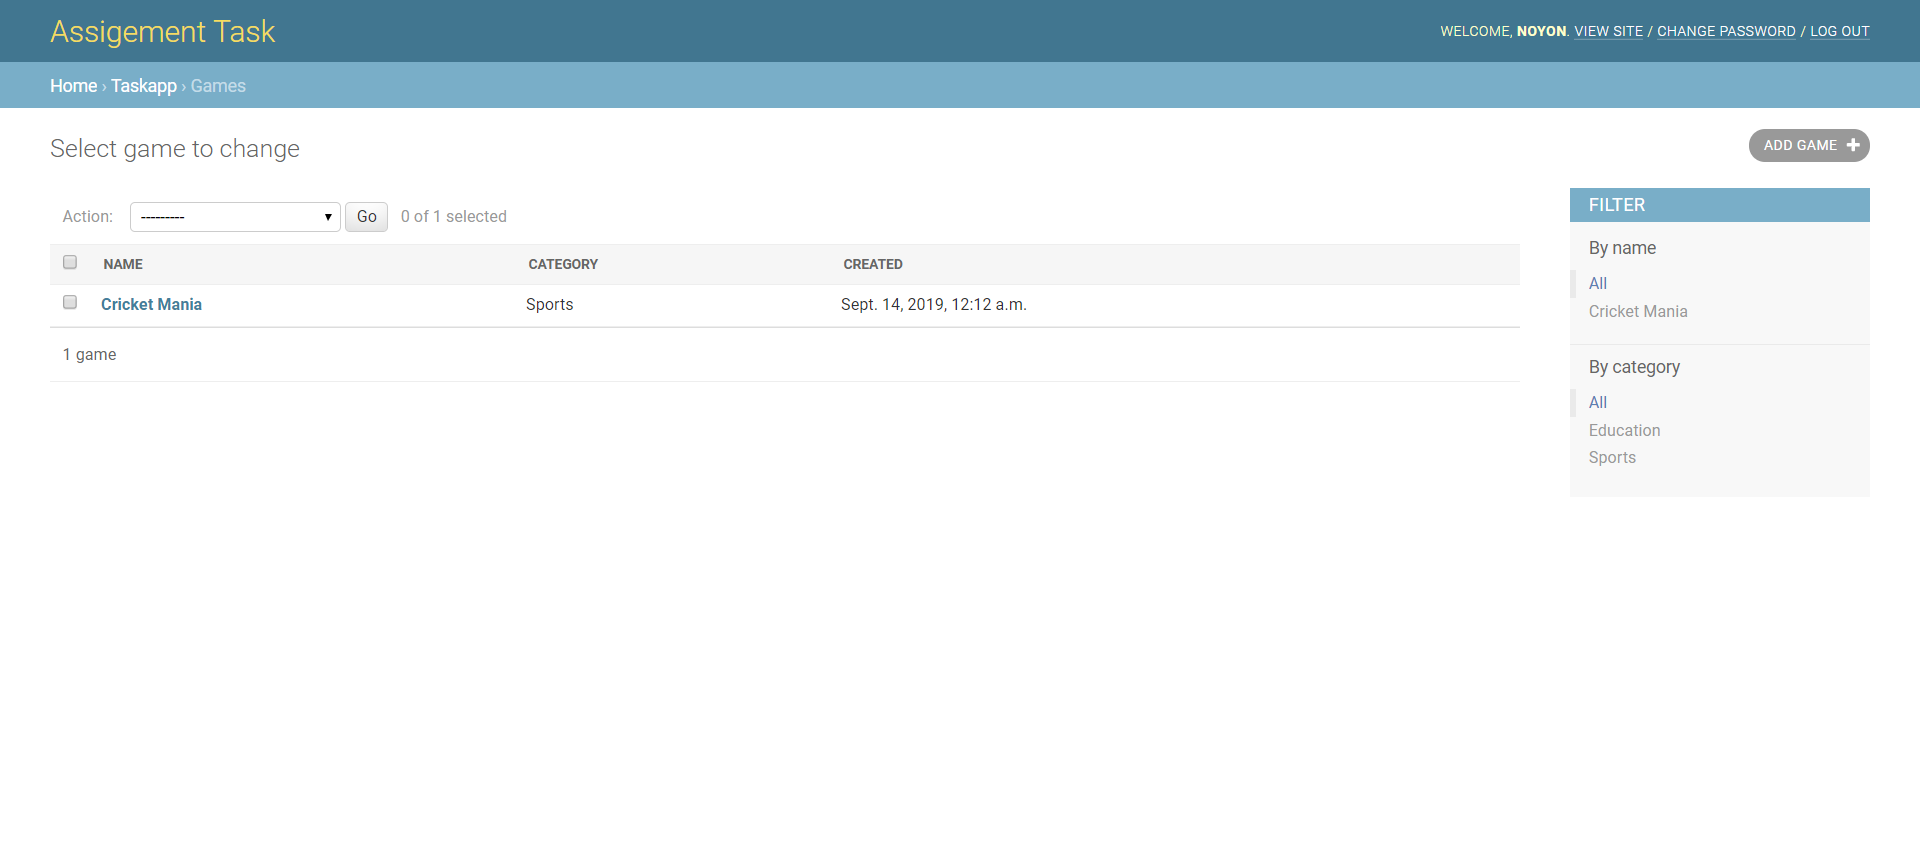 Assigement Task
WELCOME, NOYON. VIEW SITE / CHANGE PASSWORD / LOG OUT
Home › Taskapp › Games
Select game to change
ADD GAME
Action: --------- Go 0 of 1 selected
NAME CATEGORY CREATED
Cricket Mania Sports Sept. 14, 2019, 12:12 a.m.
1 game
FILTER
By name
All
Cricket Mania
By category
All
Education
Sports